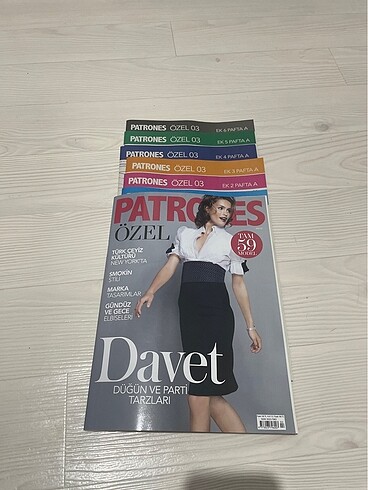 PATRONES ÖZEL 03 EK 6 PAFTA A
PATRONES ÖZEL 03 EK 5 PAFTA A
PATRONES ÖZEL 03 EK 4 PAFTA A
PATRONES ÖZEL 03 EK 3 PAFTA A
PATRONES ÖZEL 03 EK 2 PAFTA A
PATRONES
ÖZEL
TAM
59
MODEL
TÜRK ÇEYİZ
KÜLTÜRÜ
NEW YORK'TA
SMOKİN
STİLİ
MARKA
TASARIMLAR
GÜNDÜZ
VE GECE
ELBİSELERİ
Davet
DÜĞÜN VE PARTİ
TARZLARI